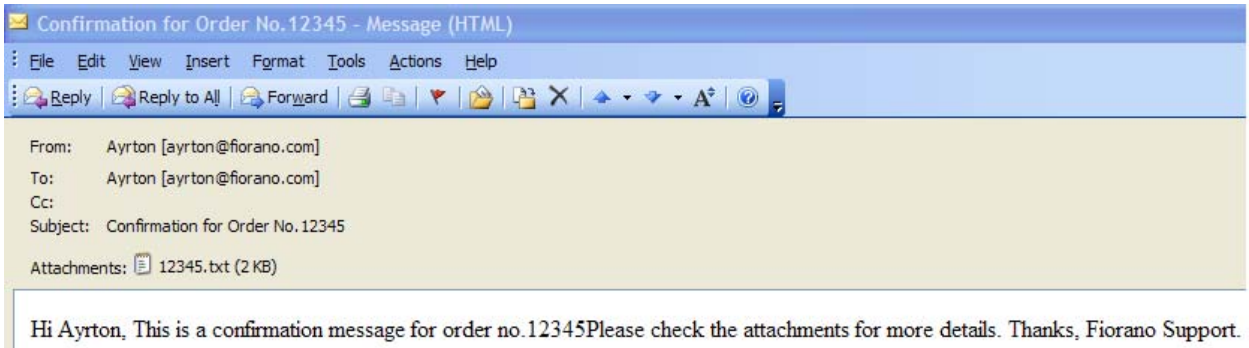 Confirmation for Order No.12345 - Message (HTML)
File Edit View Insert Format Tools Actions Help
Reply Reply to All Forward A
From: Ayrton [ayrton@fiorano.com]
To: Ayrton [ayrton@fiorano.com]
Cc:
Subject: Confirmation for Order No.12345
Attachments: 12345.txt (2 KB)
Hi Ayrton, This is a confirmation message for order no.12345Please check the attachments for more details. Thanks, Fiorano Support.